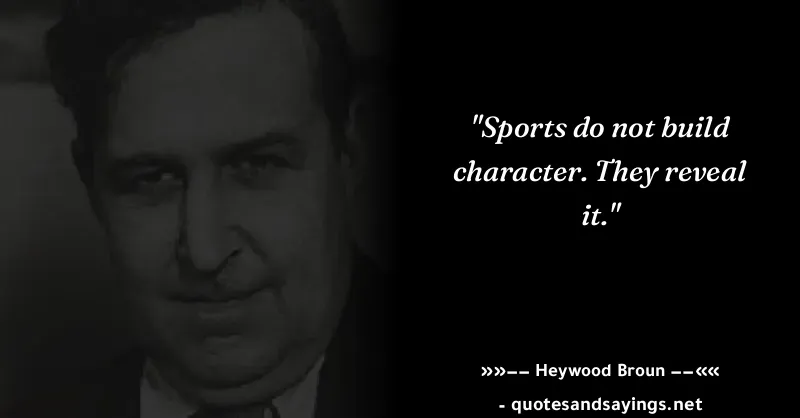 "Sports do not build
character. They reveal
it."
»»–– Heywood Broun ––««
- quotesandsayings.net